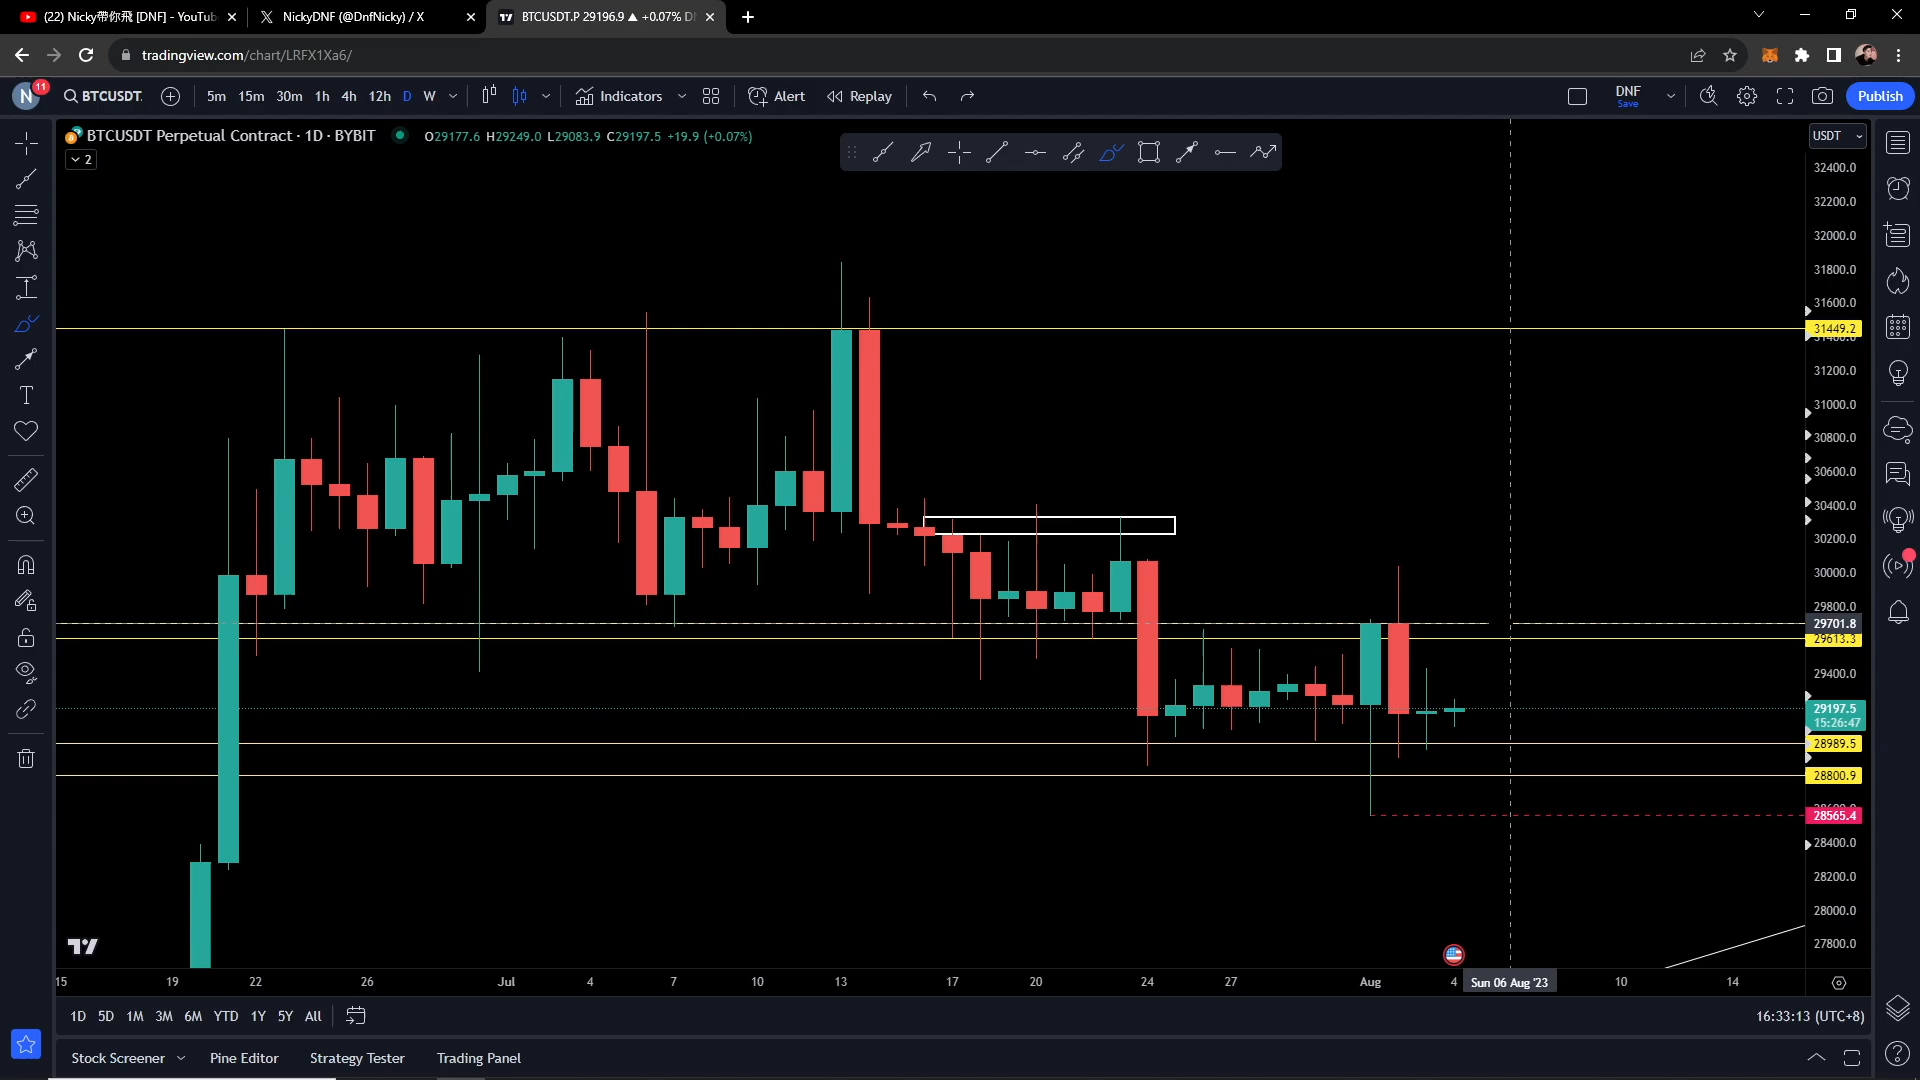 (22) Nicky帶你飛 [DNF] - YouTub
NickyDNF (@DnfNicky) / X
BTCUSDT.P 29196.9 ▲ +0.07% D
tradingview.com/chart/LRFX1Xa6/
N
11
BTCUSDT.
5m 15m 30m 1h 4h 12h D W
Indicators
Alert
Replay
DNF
Save
Publish
BTCUSDT Perpetual Contract · 1D · BYBIT
O29177.6 H29249.0 L29083.9 C29197.5 +19.9 (+0.07%)
2
USDT
32400.0
32200.0
32000.0
31800.0
31600.0
31449.2
31400.0
31200.0
31000.0
30800.0
30600.0
30400.0
30200.0
30000.0
29800.0
29701.8
29613.3
29400.0
29197.5
15:26:47
28989.5
28800.9
28600.0
28565.4
28400.0
28200.0
28000.0
27800.0
15 19 22 26 Jul 4 7 10 13 17 20 24 27 Aug 4 Sun 06 Aug '23 10 14
1D 5D 1M 3M 6M YTD 1Y 5Y All
16:33:13 (UTC+8)
Stock Screener
Pine Editor
Strategy Tester
Trading Panel